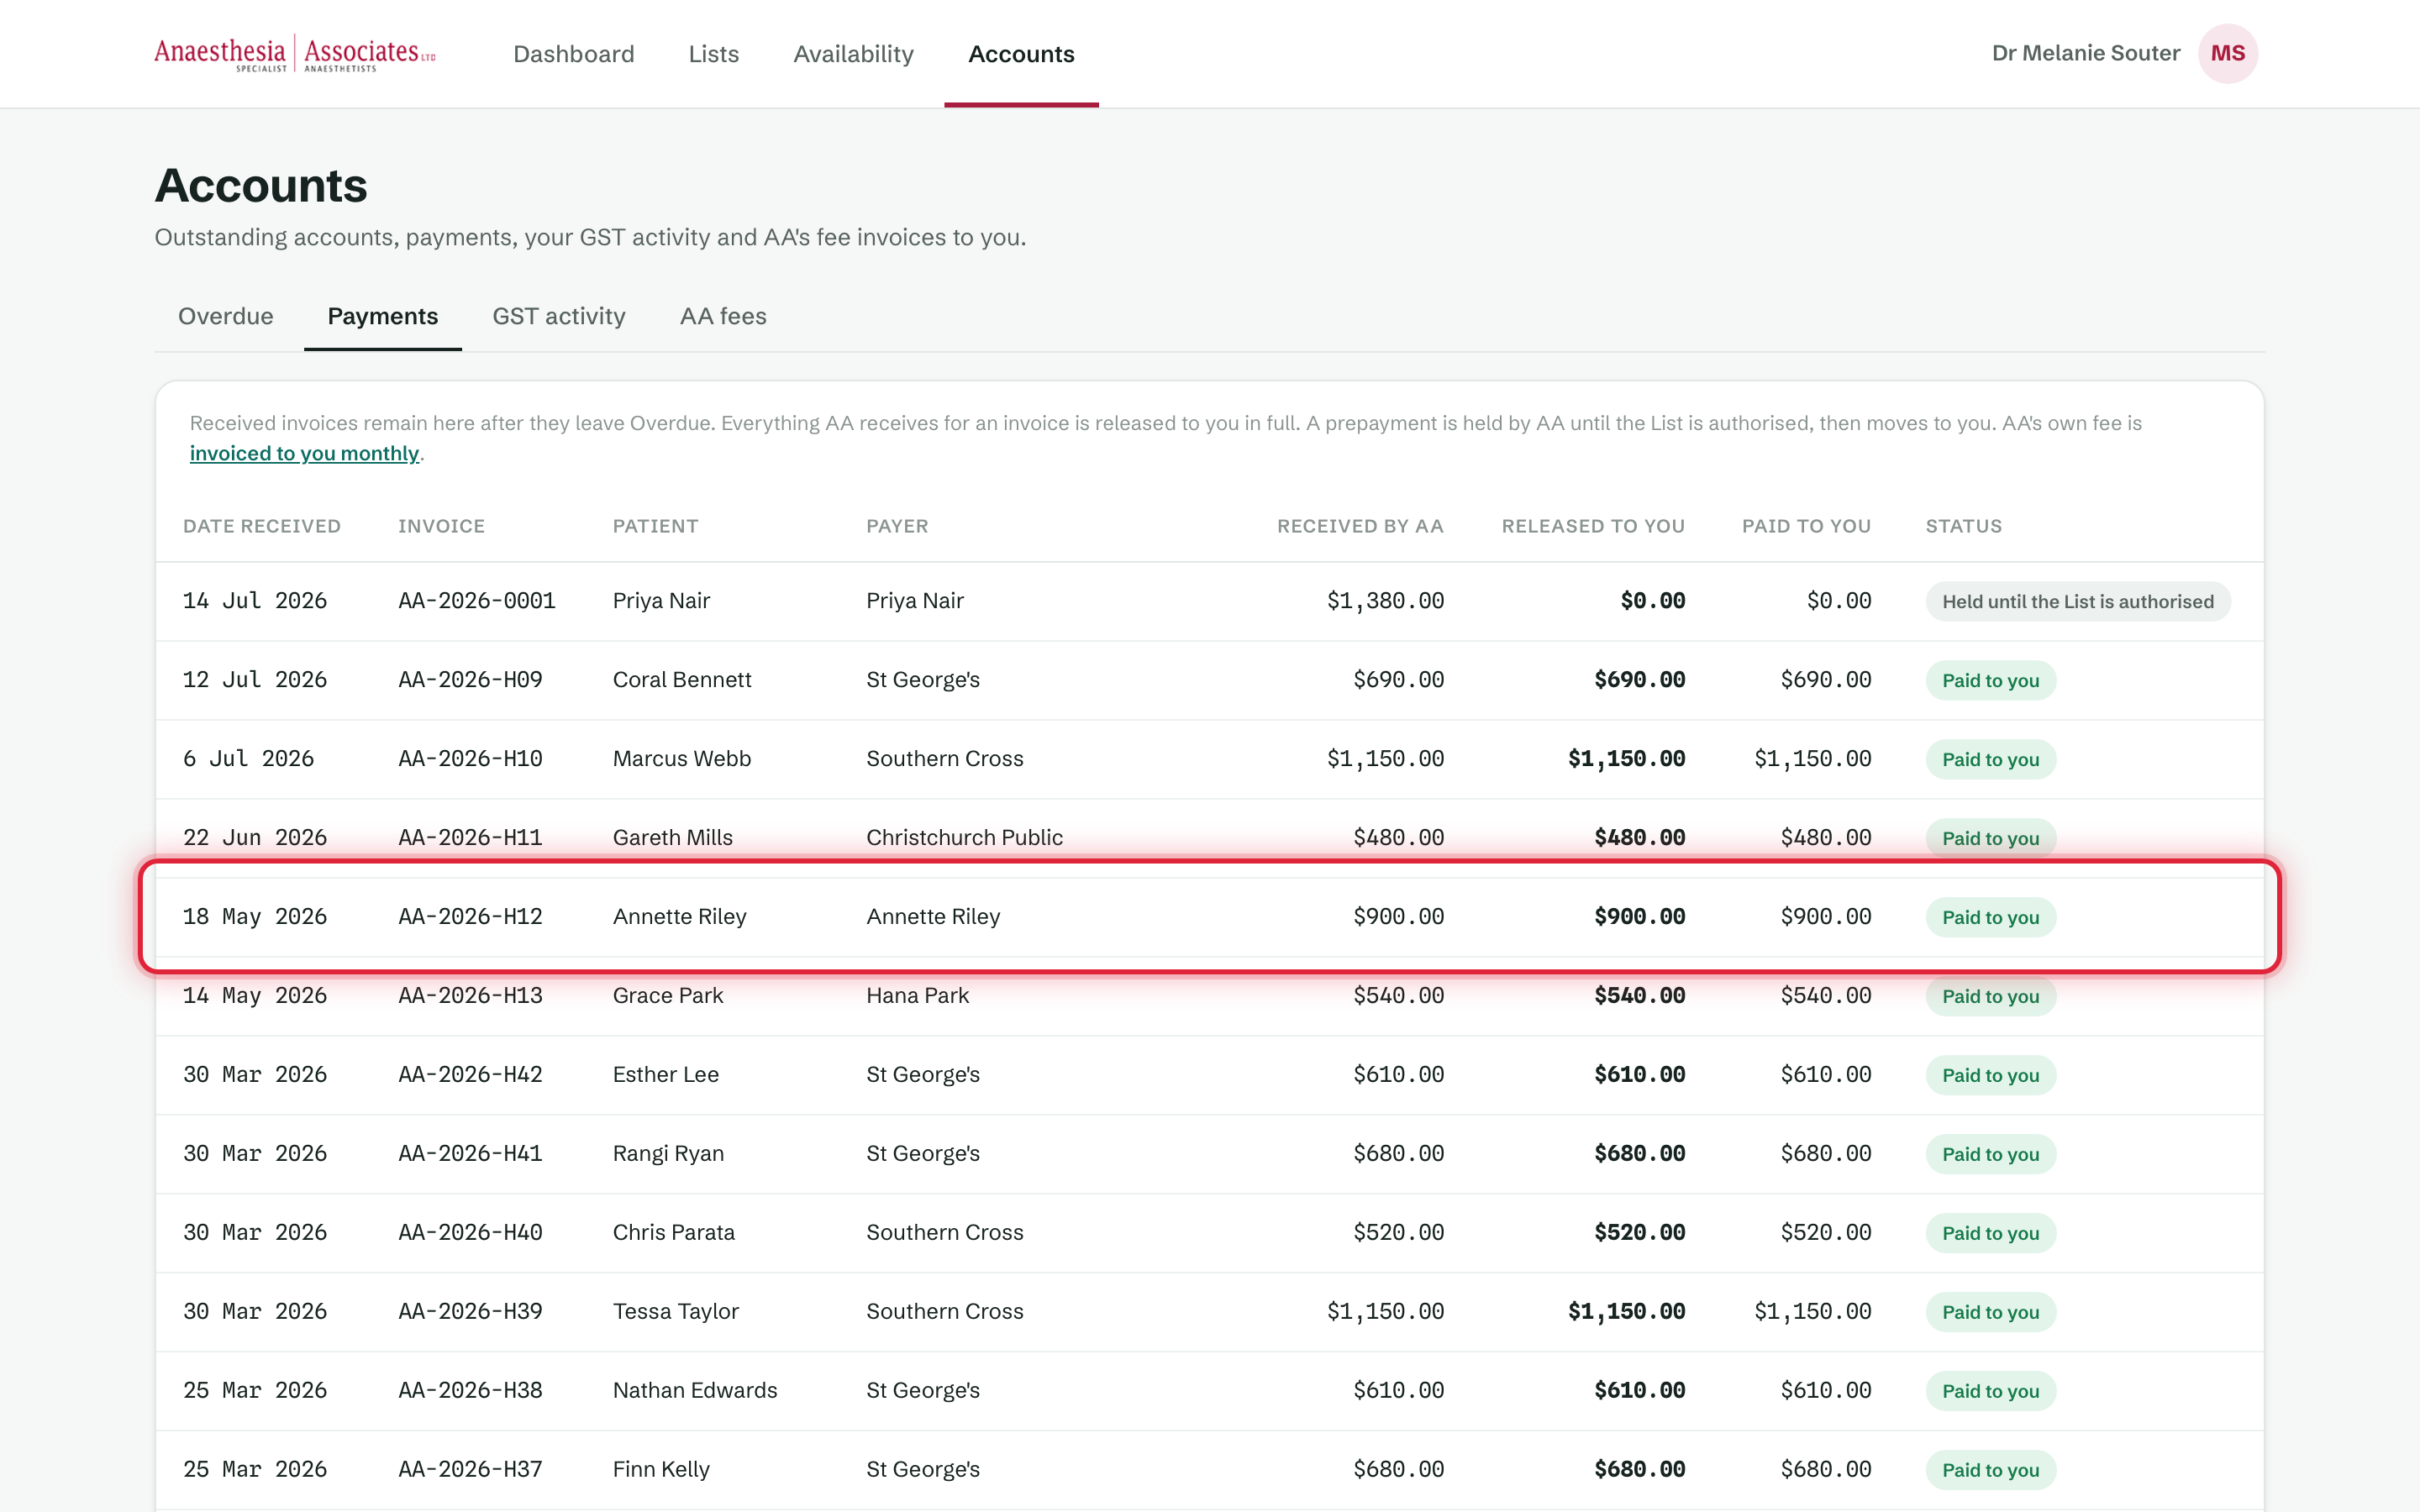 Anaesthesia | Associates LTD
SPECIALIST ANAESTHETISTS
Dashboard Lists Availability Accounts
Dr Melanie Souter MS
Accounts
Outstanding accounts, payments, your GST activity and AA's fee invoices to you.
Overdue Payments GST activity AA fees
Received invoices remain here after they leave Overdue. Everything AA receives for an invoice is released to you in full. A prepayment is held by AA until the List is authorised, then moves to you. AA's own fee is
invoiced to you monthly.
DATE RECEIVED INVOICE PATIENT PAYER RECEIVED BY AA RELEASED TO YOU PAID TO YOU STATUS
14 Jul 2026 AA-2026-0001 Priya Nair Priya Nair $1,380.00 $0.00 $0.00 Held until the List is authorised
12 Jul 2026 AA-2026-H09 Coral Bennett St George's $690.00 $690.00 $690.00 Paid to you
6 Jul 2026 AA-2026-H10 Marcus Webb Southern Cross $1,150.00 $1,150.00 $1,150.00 Paid to you
22 Jun 2026 AA-2026-H11 Gareth Mills Christchurch Public $480.00 $480.00 $480.00 Paid to you
18 May 2026 AA-2026-H12 Annette Riley Annette Riley $900.00 $900.00 $900.00 Paid to you
14 May 2026 AA-2026-H13 Grace Park Hana Park $540.00 $540.00 $540.00 Paid to you
30 Mar 2026 AA-2026-H42 Esther Lee St George's $610.00 $610.00 $610.00 Paid to you
30 Mar 2026 AA-2026-H41 Rangi Ryan St George's $680.00 $680.00 $680.00 Paid to you
30 Mar 2026 AA-2026-H40 Chris Parata Southern Cross $520.00 $520.00 $520.00 Paid to you
30 Mar 2026 AA-2026-H39 Tessa Taylor Southern Cross $1,150.00 $1,150.00 $1,150.00 Paid to you
25 Mar 2026 AA-2026-H38 Nathan Edwards St George's $610.00 $610.00 $610.00 Paid to you
25 Mar 2026 AA-2026-H37 Finn Kelly St George's $680.00 $680.00 $680.00 Paid to you